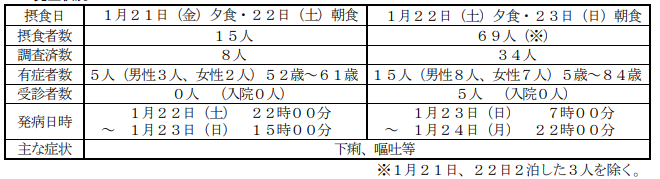 摂食日 1月21日（金）夕食・22日（土）朝食 1月22日（土）夕食・23日（日）朝食
摂食者数 15人 69人（※）
調査済数 8人 34人
有症者数 5人（男性3人、女性2人）52歳～61歳 15人（男性8人、女性7人）5歳～84歳
受診者数 0人 （入院0人） 5人 （入院0人）
発病日時 1月22日（土） 22時00分 1月23日（日） 7時00分
～ 1月23日（日） 15時00分 ～ 1月24日（月） 22時00分
主な症状 下痢、嘔吐等
※1月21日、22日2泊した3人を除く。